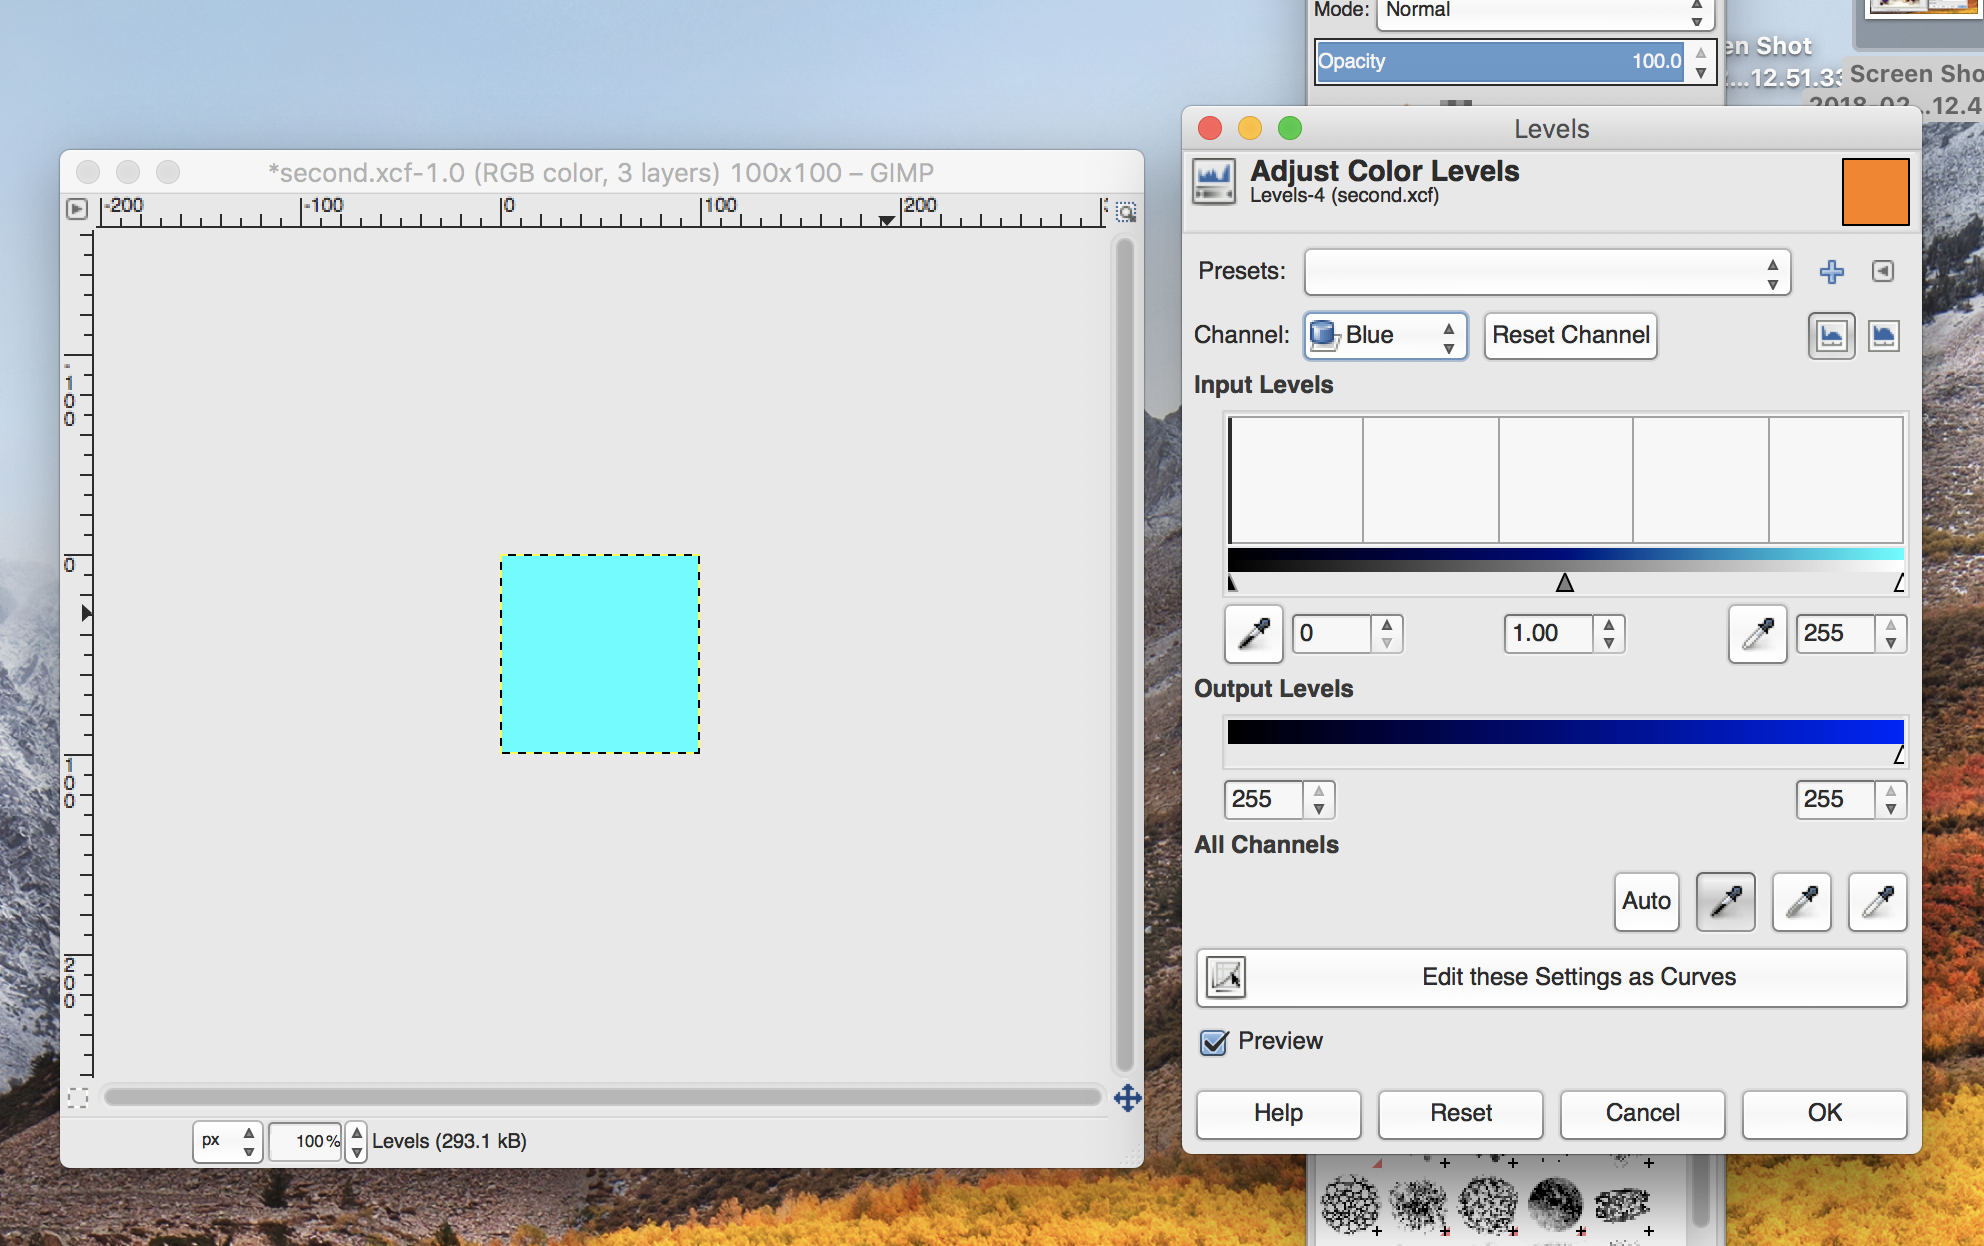 Mode: Normal
Opacity 100.0
en Shot
...12.51.33
Screen Sho
2018-02...12.4
Levels
*second.xcf-1.0 (RGB color, 3 layers) 100x100 – GIMP
Adjust Color Levels
Levels-4 (second.xcf)
-200 -100 0 100 200
Presets:
Channel: Blue Reset Channel
Input Levels
-100
0
100
200
0 1.00 255
Output Levels
255 255
All Channels
Auto
Edit these Settings as Curves
Preview
Help Reset Cancel OK
px 100% Levels (293.1 kB)